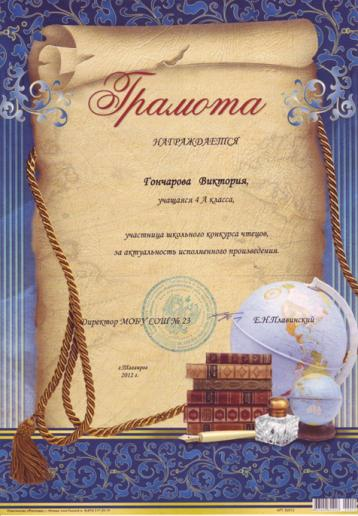 Грамота
НАГРАЖДАЕТСЯ
Гончарова Виктория,
учащаяся 4 А класса,
участница школьного конкурса чтецов,
за актуальность исполненного произведения.
Директор МОБУ СОШ № 23 Е.Н.Плавинский
г.Таганрог
2012 г.